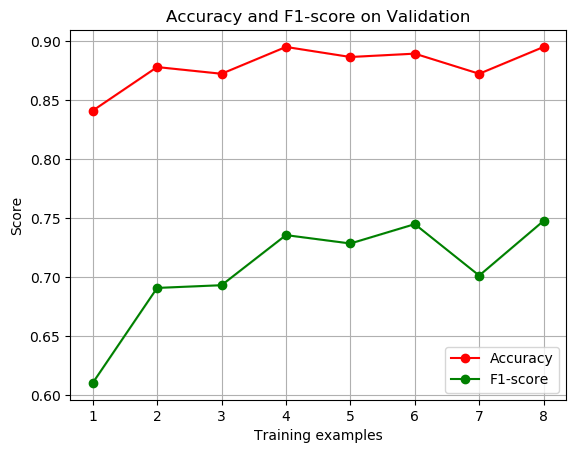 Accuracy and F1-score on Validation
0.90
0.85
0.80
0.75
0.70
0.65
0.60
Score
Accuracy
F1-score
1 2 3 4 5 6 7 8
Training examples